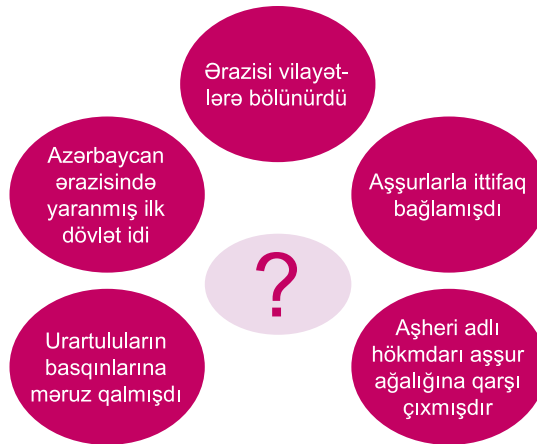 Ərazisi vilayət-
lərə bölünürdü
Azərbaycan
ərazisində
yaranmış ilk
dövlət idi
Aşşurlarla ittifaq
bağlamışdı
?
Urartuluların
basqınlarına
məruz qalmışdı
Aşheri adlı
hökmdarı aşşur
ağalığına qarşı
çıxmışdır